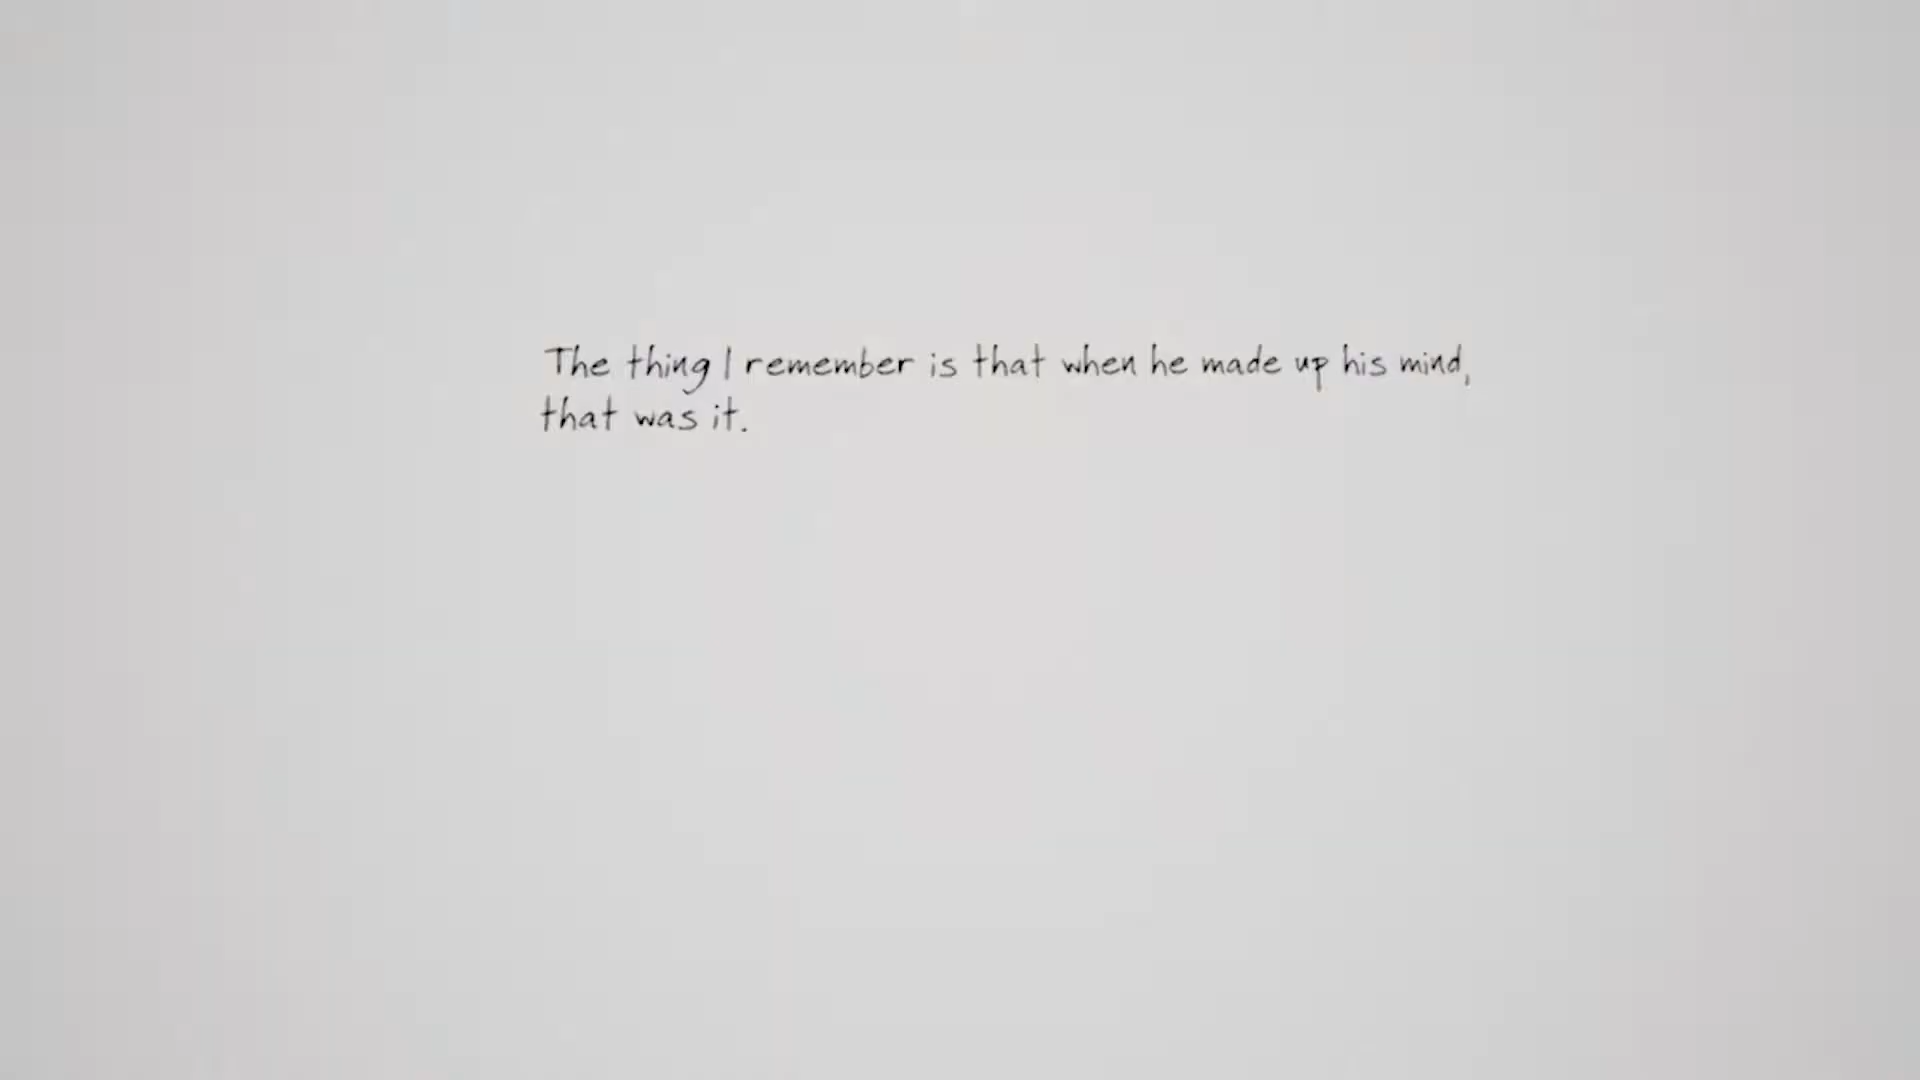 The thing I remember is that when he made up his mind,
that was it.